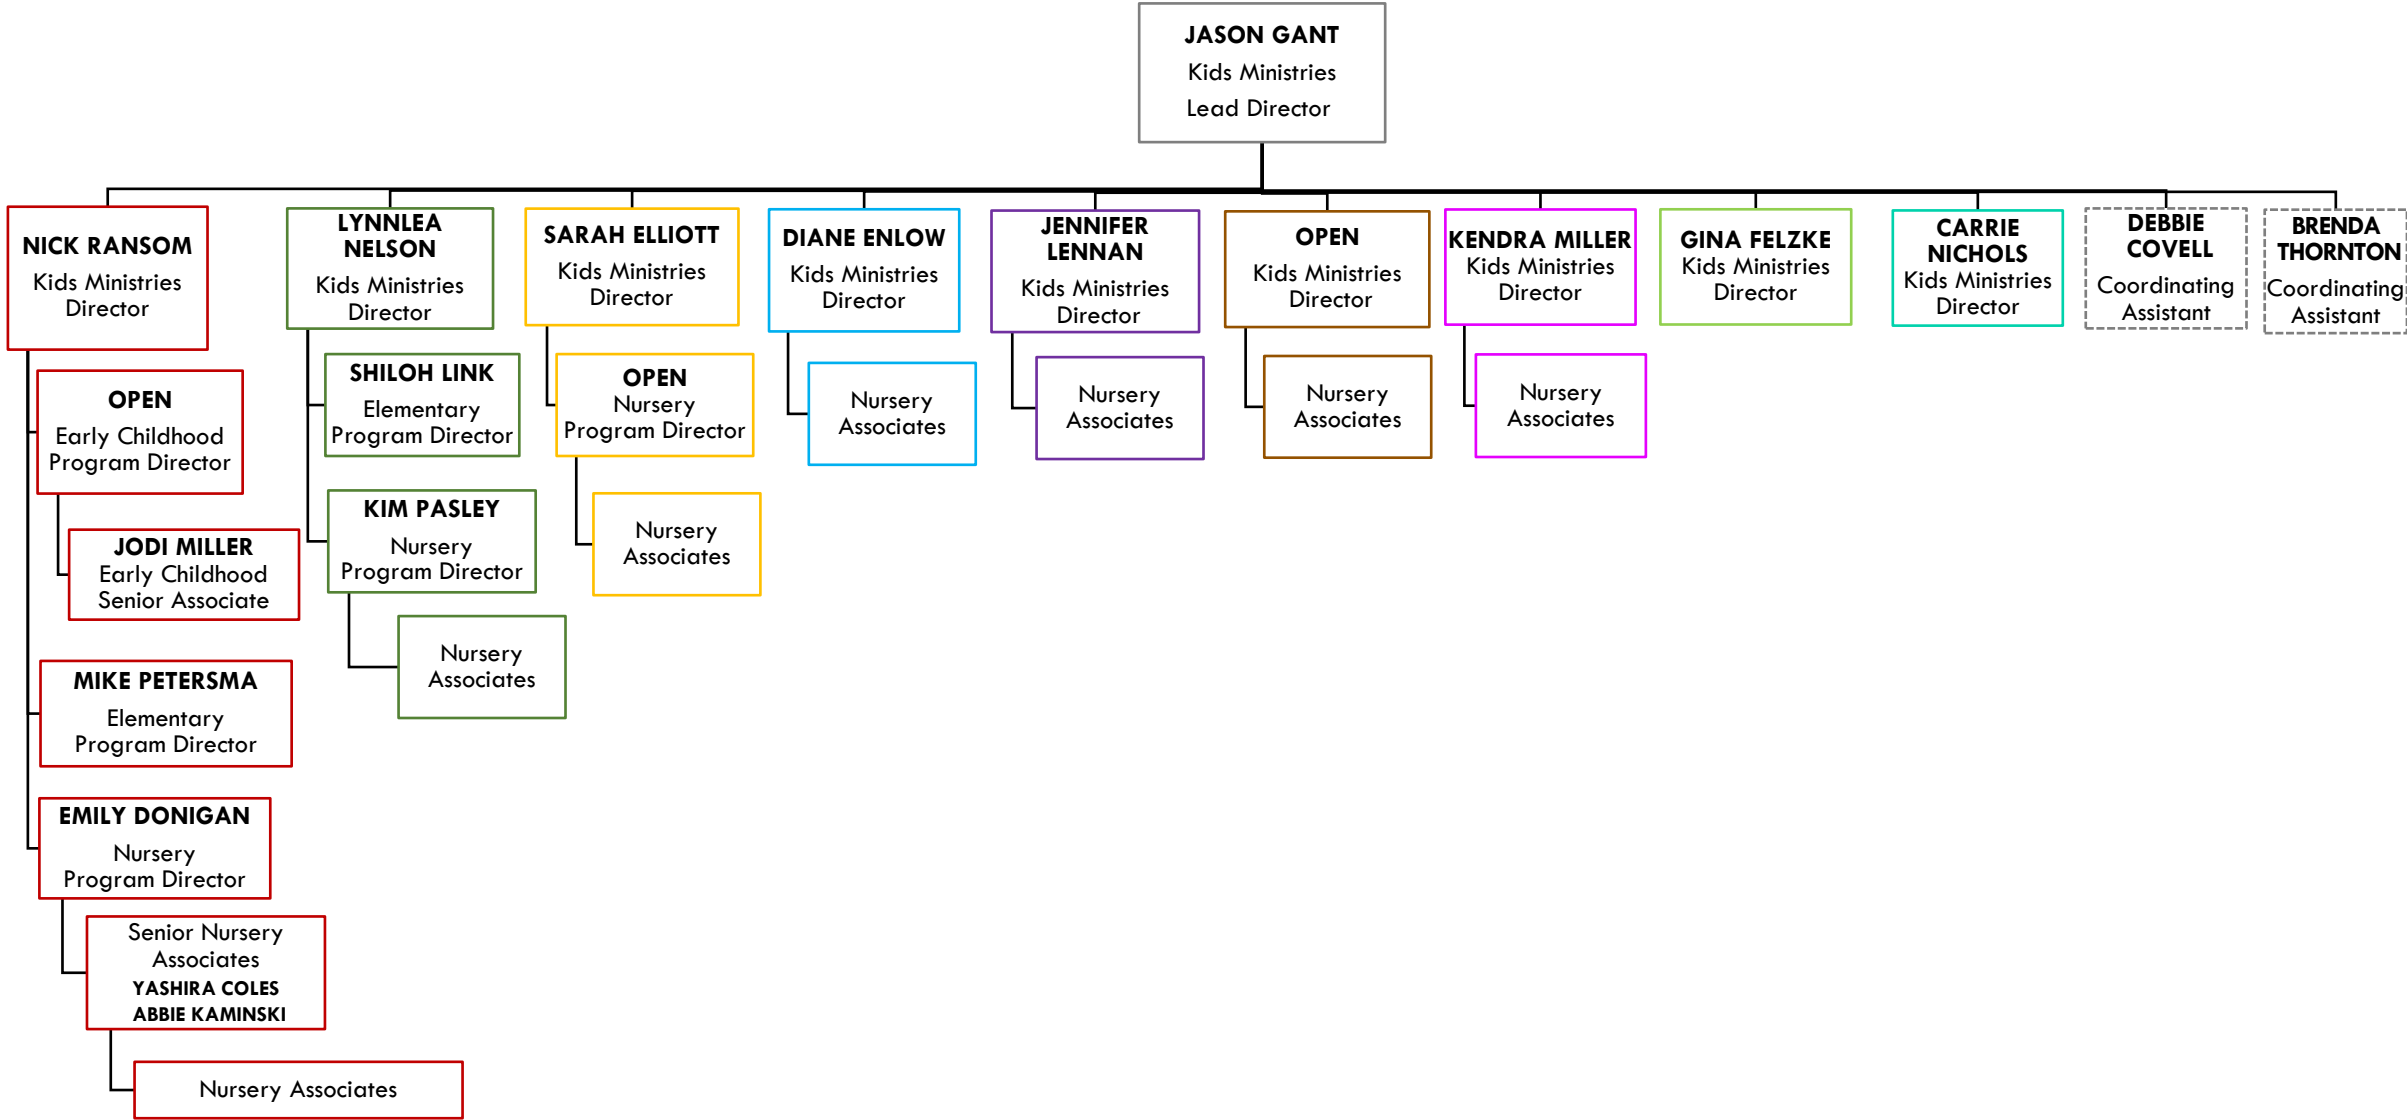 JASON GANT
Kids Ministries
Lead Director
NICK RANSOM
Kids Ministries
Director
OPEN
Early Childhood
Program Director
JODI MILLER
Early Childhood
Senior Associate
MIKE PETERSMA
Elementary
Program Director
EMILY DONIGAN
Nursery
Program Director
Senior Nursery
Associates
YASHIRA COLES
ABBIE KAMINSKI
Nursery Associates
LYNNLEA
NELSON
Kids Ministries
Director
SHILOH LINK
Elementary
Program Director
KIM PASLEY
Nursery
Program Director
Nursery
Associates
SARAH ELLIOTT
Kids Ministries
Director
OPEN
Nursery
Program Director
Nursery
Associates
DIANE ENLOW
Kids Ministries
Director
Nursery
Associates
JENNIFER
LENNAN
Kids Ministries
Director
Nursery
Associates
OPEN
Kids Ministries
Director
Nursery
Associates
KENDRA MILLER
Kids Ministries
Director
Nursery
Associates
GINA FELZKE
Kids Ministries
Director
CARRIE
NICHOLS
Kids Ministries
Director
DEBBIE
COVELL
Coordinating
Assistant
BRENDA
THORNTON
Coordinating
Assistant